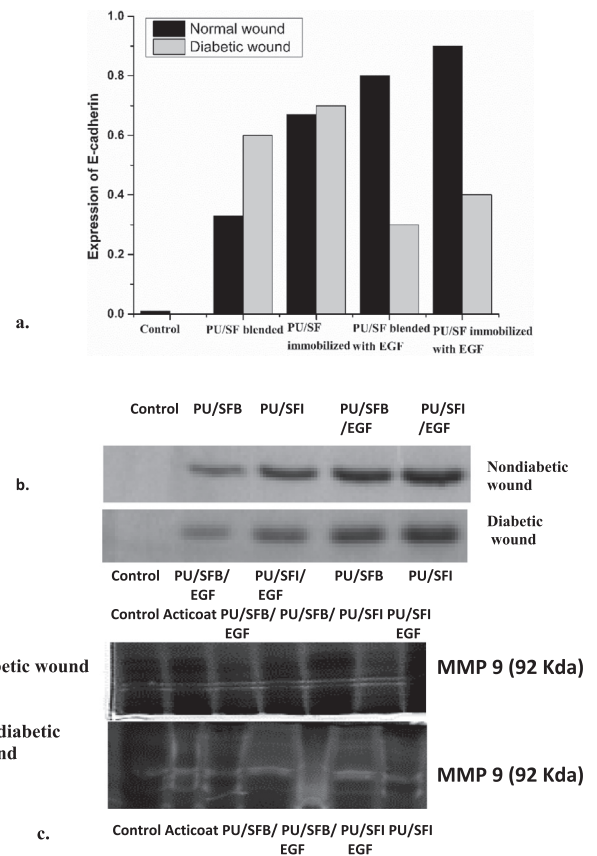 1.0
Normal wound
Diabetic wound
0.8
0.6
0.4
0.2
0.0
Expression of E-cadherin
Control
PU/SF blended
PU/SF immobilized
PU/SF blended with EGF
PU/SF immobilized with EGF
a.
Control PU/SFB PU/SFI PU/SFB /EGF PU/SFI /EGF
b.
Nondiabetic wound
Diabetic wound
Control PU/SFB/ EGF PU/SFI/ EGF PU/SFB PU/SFI
Control Acticoat PU/SFB/ PU/SFB/ PU/SFI PU/SFI
EGF EGF
betic wound
MMP 9 (92 Kda)
diabetic
nd
MMP 9 (92 Kda)
Control Acticoat PU/SFB/ PU/SFB/ PU/SFI PU/SFI
EGF EGF
c.